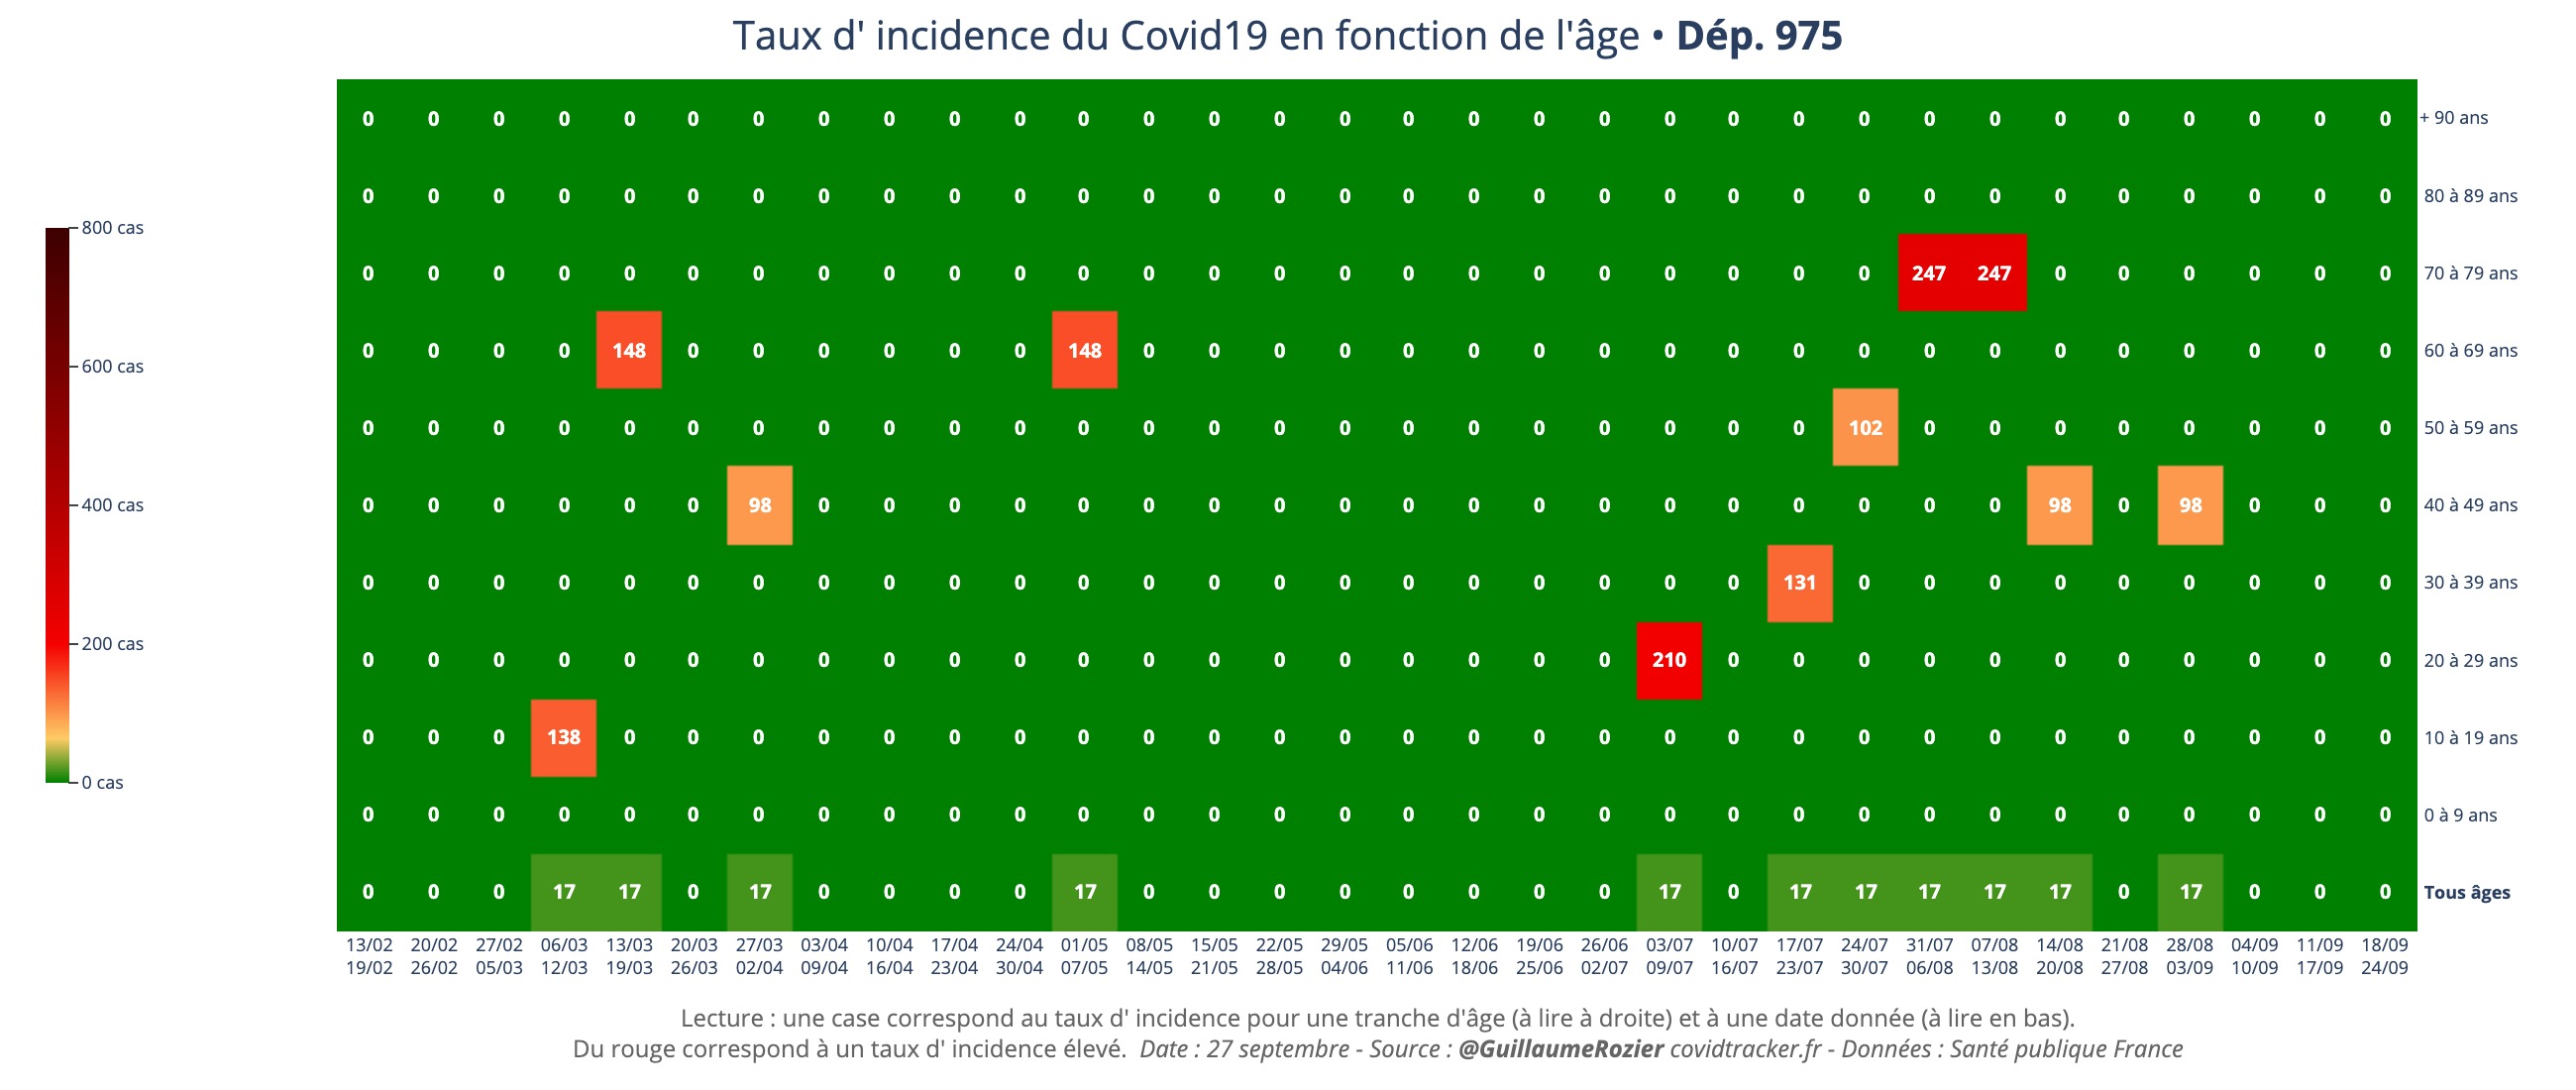 Taux d' incidence du Covid19 en fonction de l'âge • Dép. 975
800 cas
600 cas
400 cas
200 cas
0 cas
0 0 0 0 0 0 0 0 0 0 0 0 0 0 0 0 0 0 0 0 0 0 0 0 0 0 0 0 0 0 0 0 + 90 ans
0 0 0 0 0 0 0 0 0 0 0 0 0 0 0 0 0 0 0 0 0 0 0 0 0 0 0 0 0 0 0 0 80 à 89 ans
0 0 0 0 0 0 0 0 0 0 0 0 0 0 0 0 0 0 0 0 0 0 0 0 247 247 0 0 0 0 0 0 70 à 79 ans
0 0 0 0 148 0 0 0 0 0 0 148 0 0 0 0 0 0 0 0 0 0 0 0 0 0 0 0 0 0 0 0 60 à 69 ans
0 0 0 0 0 0 0 0 0 0 0 0 0 0 0 0 0 0 0 0 0 0 0 102 0 0 0 0 0 0 0 0 50 à 59 ans
0 0 0 0 0 0 98 0 0 0 0 0 0 0 0 0 0 0 0 0 0 0 0 0 0 0 98 0 98 0 0 0 40 à 49 ans
0 0 0 0 0 0 0 0 0 0 0 0 0 0 0 0 0 0 0 0 0 0 131 0 0 0 0 0 0 0 0 0 30 à 39 ans
0 0 0 0 0 0 0 0 0 0 0 0 0 0 0 0 0 0 0 0 210 0 0 0 0 0 0 0 0 0 0 0 20 à 29 ans
0 0 0 138 0 0 0 0 0 0 0 0 0 0 0 0 0 0 0 0 0 0 0 0 0 0 0 0 0 0 0 0 10 à 19 ans
0 0 0 0 0 0 0 0 0 0 0 0 0 0 0 0 0 0 0 0 0 0 0 0 0 0 0 0 0 0 0 0 0 à 9 ans
0 0 0 17 17 0 17 0 0 0 0 17 0 0 0 0 0 0 0 0 17 0 17 17 17 17 17 0 17 0 0 0 Tous âges
13/02 20/02 27/02 06/03 13/03 20/03 27/03 03/04 10/04 17/04 24/04 01/05 08/05 15/05 22/05 29/05 05/06 12/06 19/06 26/06 03/07 10/07 17/07 24/07 31/07 07/08 14/08 21/08 28/08 04/09 11/09 18/09
19/02 26/02 05/03 12/03 19/03 26/03 02/04 09/04 16/04 23/04 30/04 07/05 14/05 21/05 28/05 04/06 11/06 18/06 25/06 02/07 09/07 16/07 23/07 30/07 06/08 13/08 20/08 27/08 03/09 10/09 17/09 24/09
Lecture : une case correspond au taux d' incidence pour une tranche d'âge (à lire à droite) et à une date donnée (à lire en bas).
Du rouge correspond à un taux d' incidence élevé. Date : 27 septembre - Source : @GuillaumeRozier covidtracker.fr - Données : Santé publique France